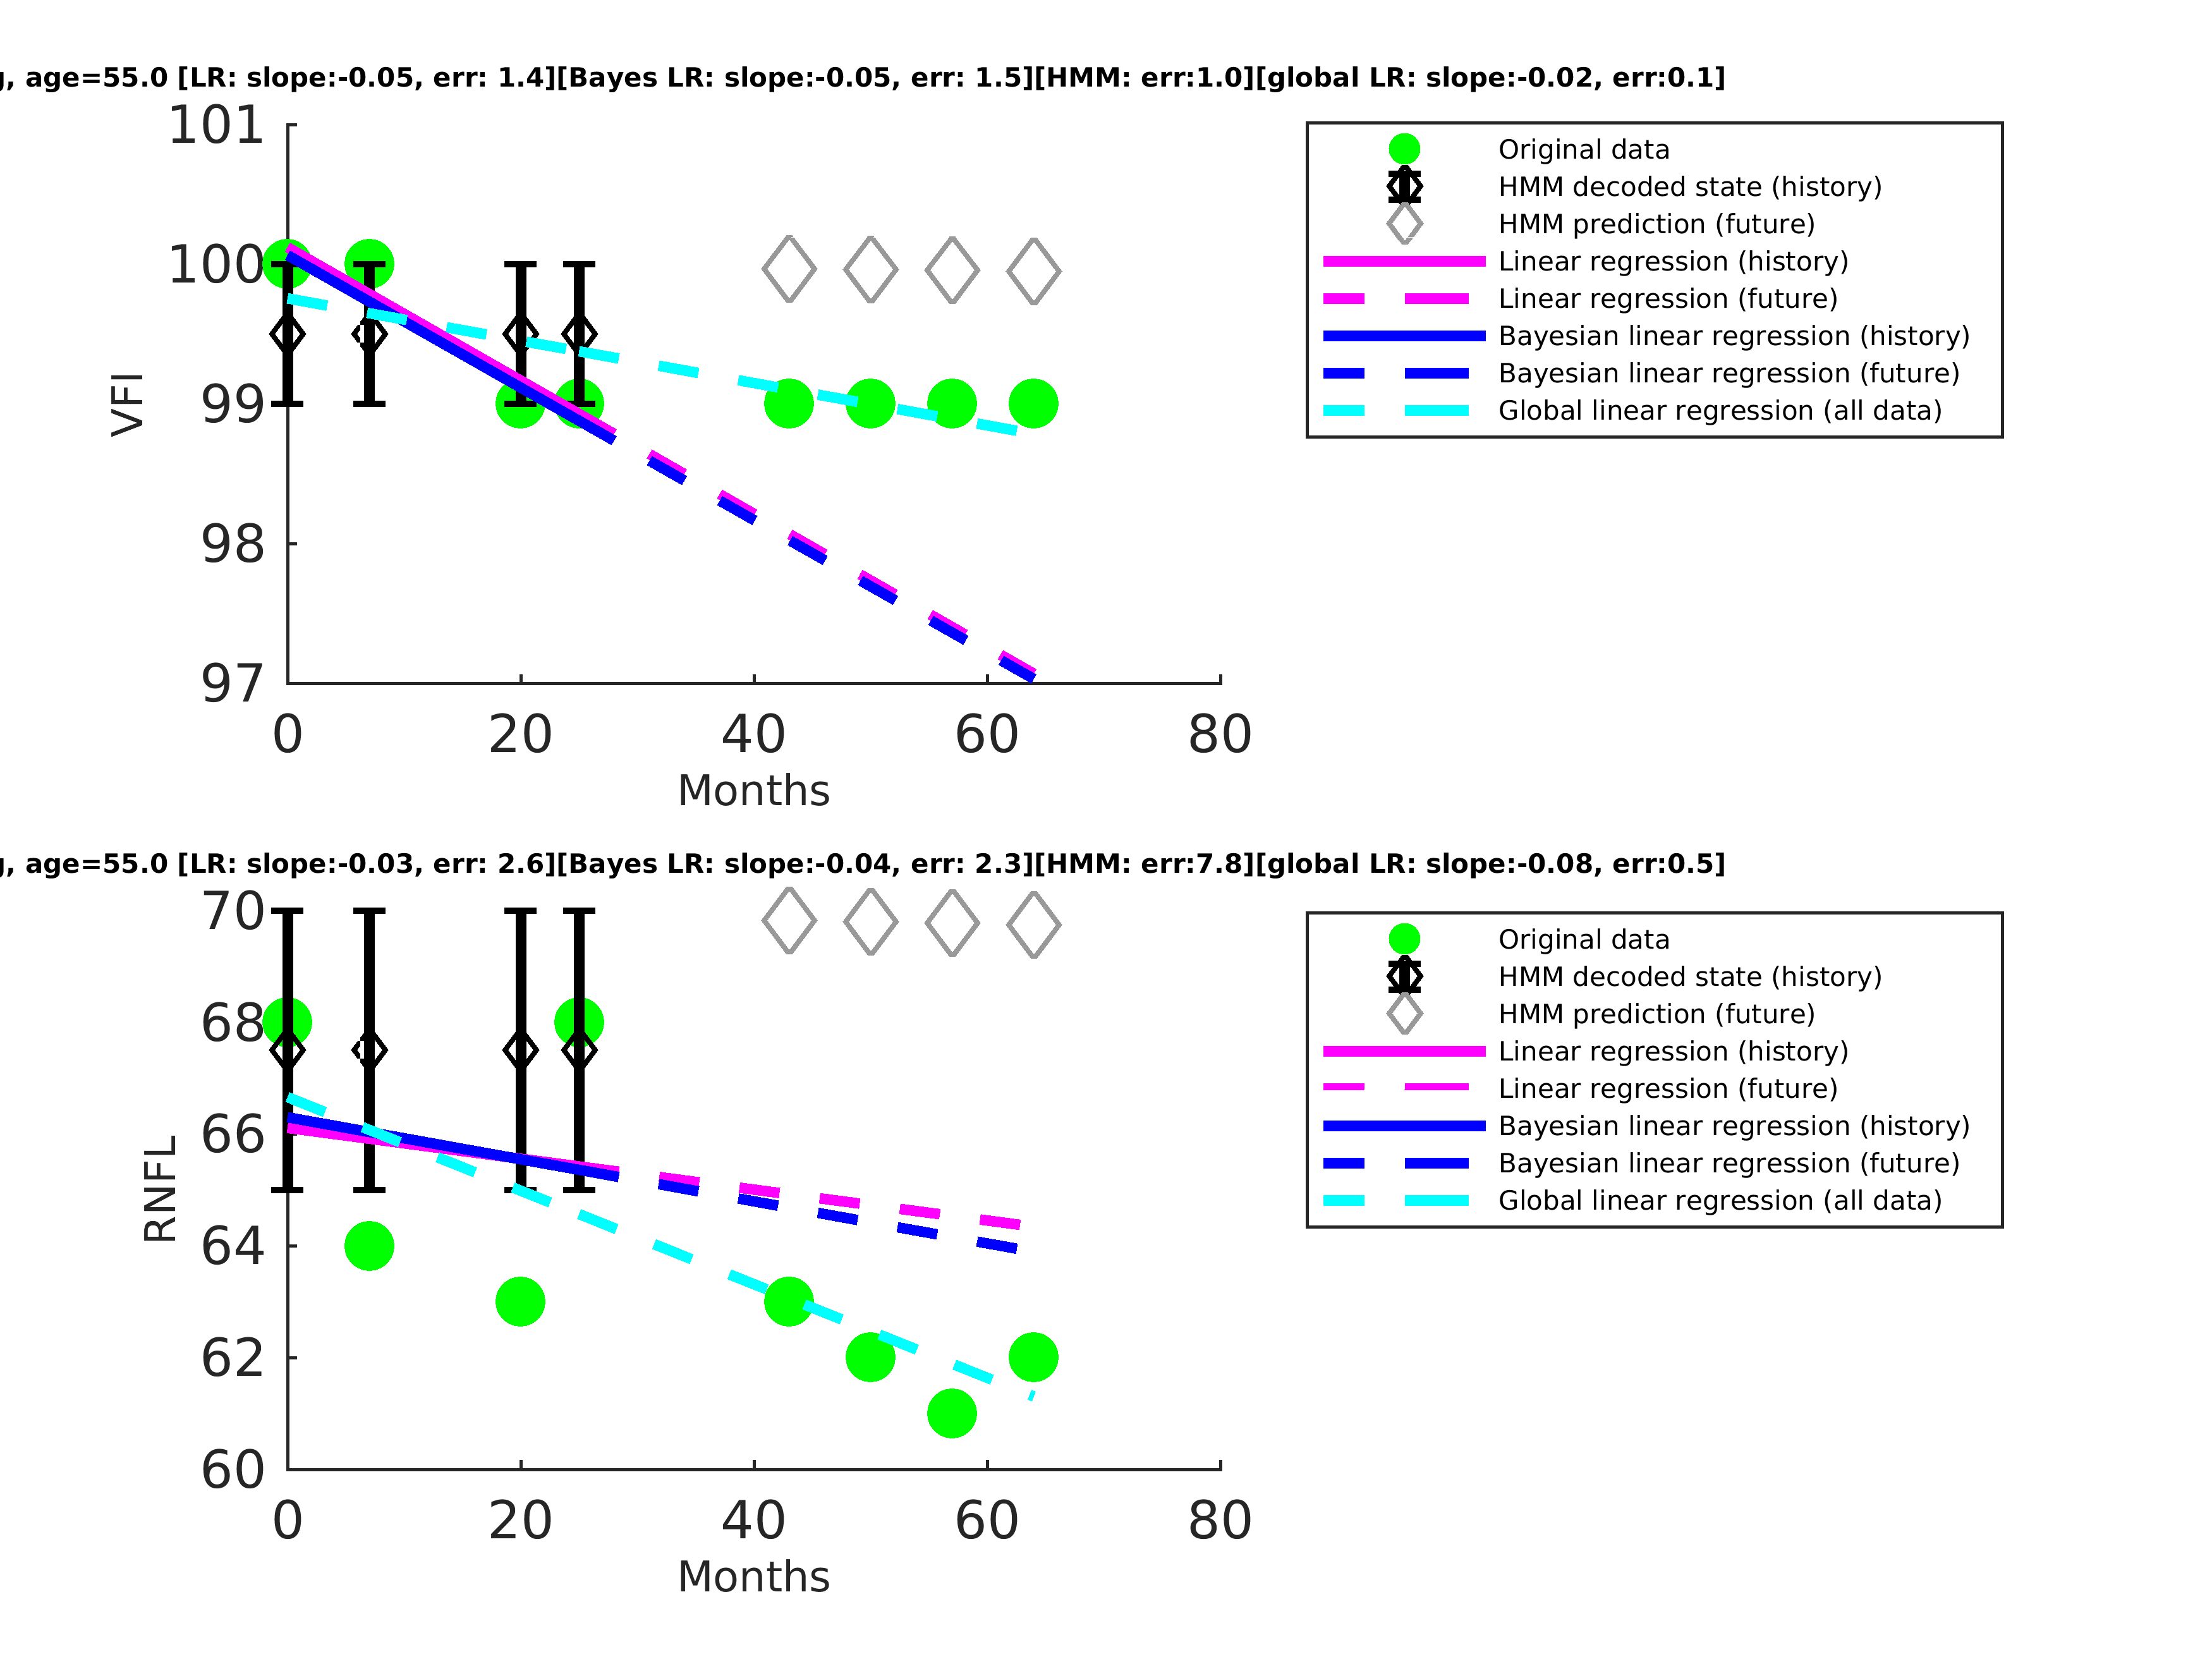 , age=55.0 [LR: slope:-0.05, err: 1.4][Bayes LR: slope:-0.05, err: 1.5][HMM: err:1.0][global LR: slope:-0.02, err:0.1]
101
100
99
98
97
VFI
0 20 40 60 80
Months
Original data
HMM decoded state (history)
HMM prediction (future)
Linear regression (history)
Linear regression (future)
Bayesian linear regression (history)
Bayesian linear regression (future)
Global linear regression (all data)
, age=55.0 [LR: slope:-0.03, err: 2.6][Bayes LR: slope:-0.04, err: 2.3][HMM: err:7.8][global LR: slope:-0.08, err:0.5]
70
68
66
64
62
60
RNFL
0 20 40 60 80
Months
Original data
HMM decoded state (history)
HMM prediction (future)
Linear regression (history)
Linear regression (future)
Bayesian linear regression (history)
Bayesian linear regression (future)
Global linear regression (all data)